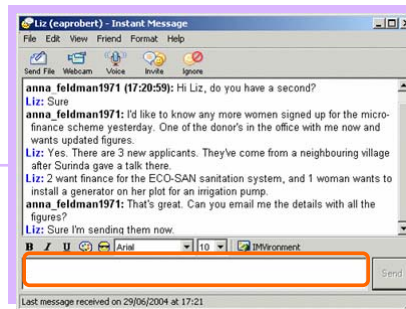 Liz (eaprobert) - Instant Message
File Edit View Friend Format Help
Send File Webcam Voice Invite Ignore
anna_feldman1971 (17:20:59): Hi Liz, do you have a second?
Liz: Sure
anna_feldman1971: I'd like to know any more women signed up for the micro-
finance scheme yesterday. One of the donor's in the office with me now and
wants updated figures.
Liz: Yes. There are 3 new applicants. They've come from a neighbouring village
after Surinda gave a talk there.
Liz: 2 want finance for the ECO-SAN sanitation system, and 1 woman wants to
install a generator on her plot for an irrigation pump.
anna_feldman1971: That's great. Can you email me the details with all the
figures?
Liz: Sure I'm sending them now.
B I U Arial 10 IMVironment
Send
Last message received on 29/06/2004 at 17:21